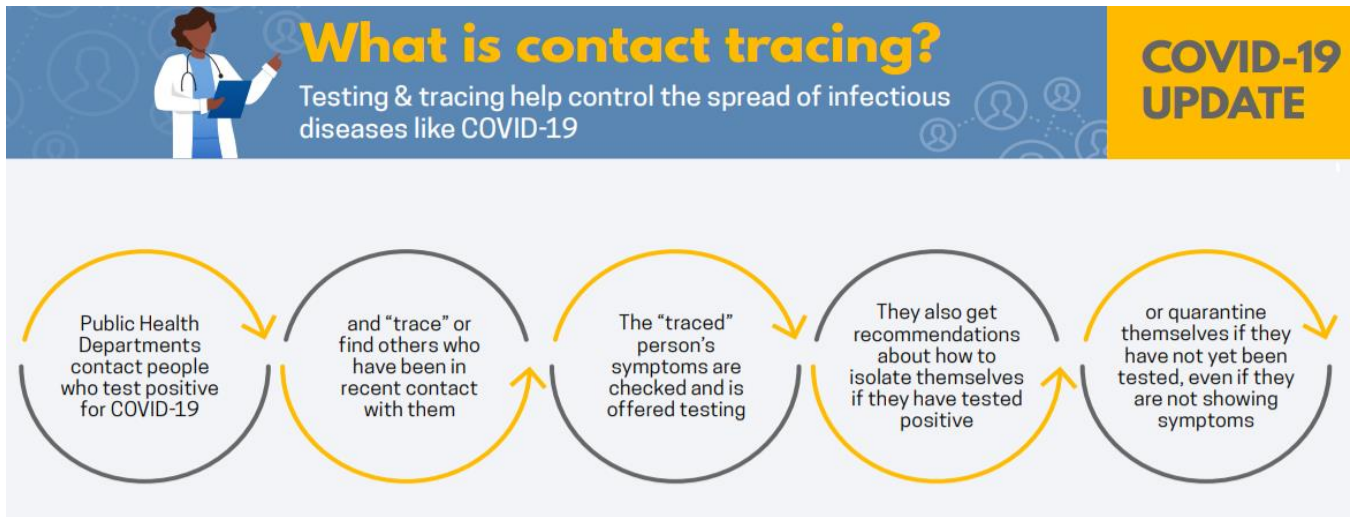 What is contact tracing?
Testing & tracing help control the spread of infectious
diseases like COVID-19
COVID-19
UPDATE
Public Health
Departments
contact people
who test positive
for COVID-19
and “trace” or
find others who
have been in
recent contact
with them
The “traced”
person’s
symptoms are
checked and is
offered testing
They also get
recommendations
about how to
isolate themselves
if they have tested
positive
or quarantine
themselves if they
have not yet been
tested, even if they
are not showing
symptoms